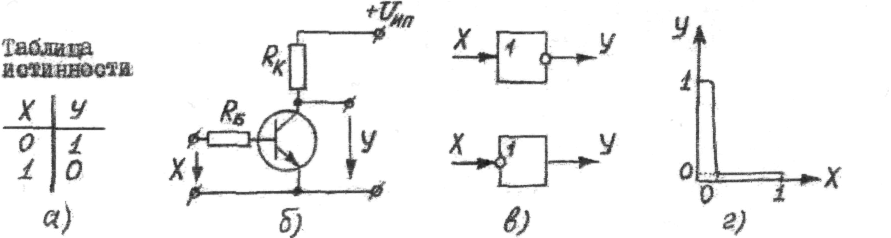 Таблица
истинности
X У
0 1
1 0
а)
+Uип
Rк
Rб
X
У
б)
X 1 У
X 1 У
в)
У
1
0
0 1 X
г)